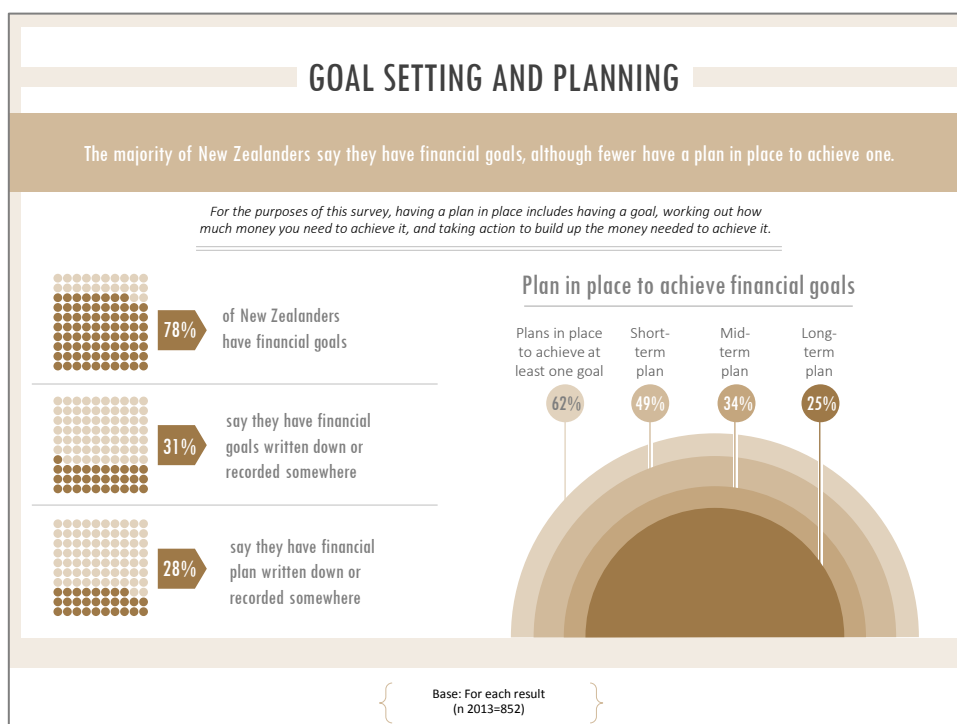 GOAL SETTING AND PLANNING
The majority of New Zealanders say they have financial goals, although fewer have a plan in place to achieve one.
For the purposes of this survey, having a plan in place includes having a goal, working out how
much money you need to achieve it, and taking action to build up the money needed to achieve it.
78%
of New Zealanders
have financial goals
31%
say they have financial
goals written down or
recorded somewhere
28%
say they have financial
plan written down or
recorded somewhere
Plan in place to achieve financial goals
Plans in place
to achieve at
least one goal
62%
Short-
term
plan
49%
Mid-
term
plan
34%
Long-
term
plan
25%
Base: For each result
(n 2013=852)